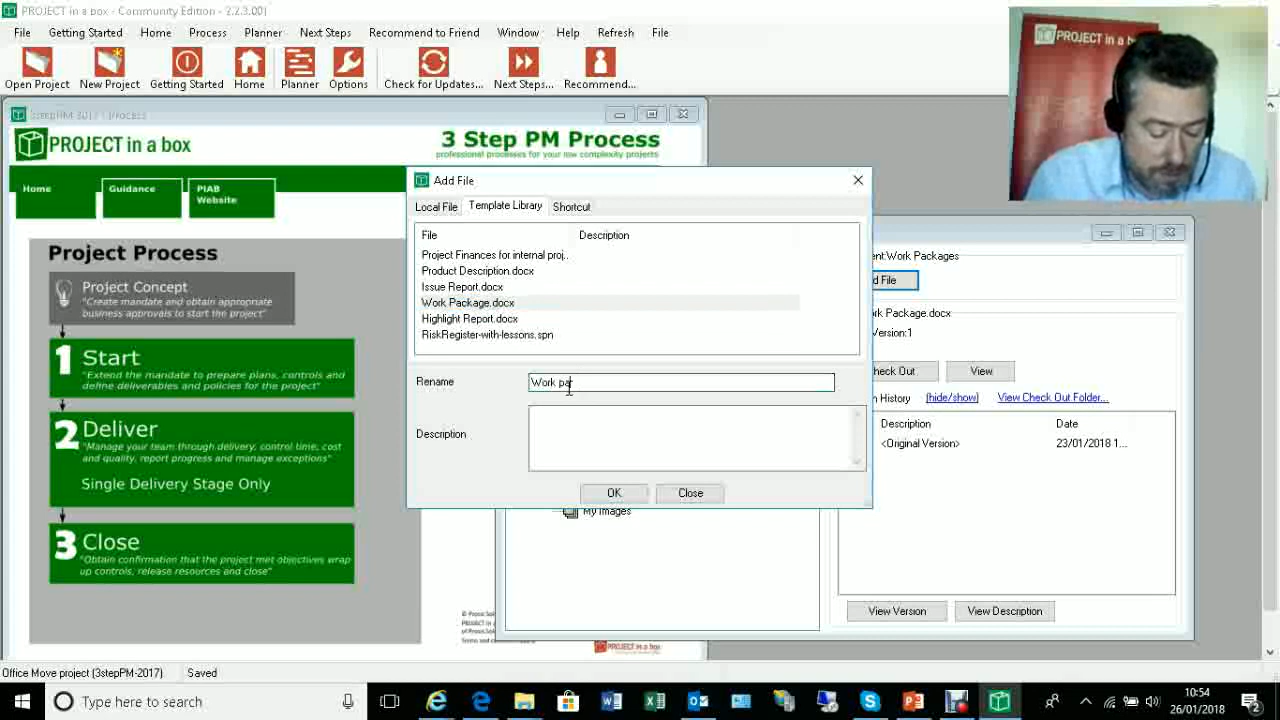 PROJECT in a box - Community Edition - 2.2.3.00)
File Getting Started Home Process Planner Next Steps Recommend to Friend Window Help Refresh File
Open Project New Project Getting Started Home Planner Options Check for Updates... Next Steps... Recommend...
PROJECT in a b
PROJECT in a box
3 Step PM Process
professional processes for your low complexity projects
Home
Guidance
PIAB
Website
Project Process
Project Concept
"Create mandate and obtain appropriate
business approvals to start the project"
1 Start
"Extend the mandate to prepare plans, controls and
define deliverables and policies for the project"
2 Deliver
"Manage your team through delivery, control time, cost
and quality, report progress and manage exceptions"
Single Delivery Stage Only
3 Close
"Obtain confirmation that the project met objectives wrap
up controls, release resources and close"
Add File
Local File Template Library Shortcut
File Description
Project Finances for internal proj..
Product Description.docx
Issue Report.docx
Work Package.docx
Highlight Report.docx
RiskRegister-with-lessons.spn
Rename Work par
Description
OK Close
ent:Work Packages
d File
k Package.docx
Version:1
heck Out View
n History (hide/show) View Check Out Folder...
Description Date
<Original Version> 23/01/2018 1...
My Images
View Version View Description
PROJECT in a box
Office Move project (3stepPM-2017) Saved
Type here to search
10:54
26/01/2018
2